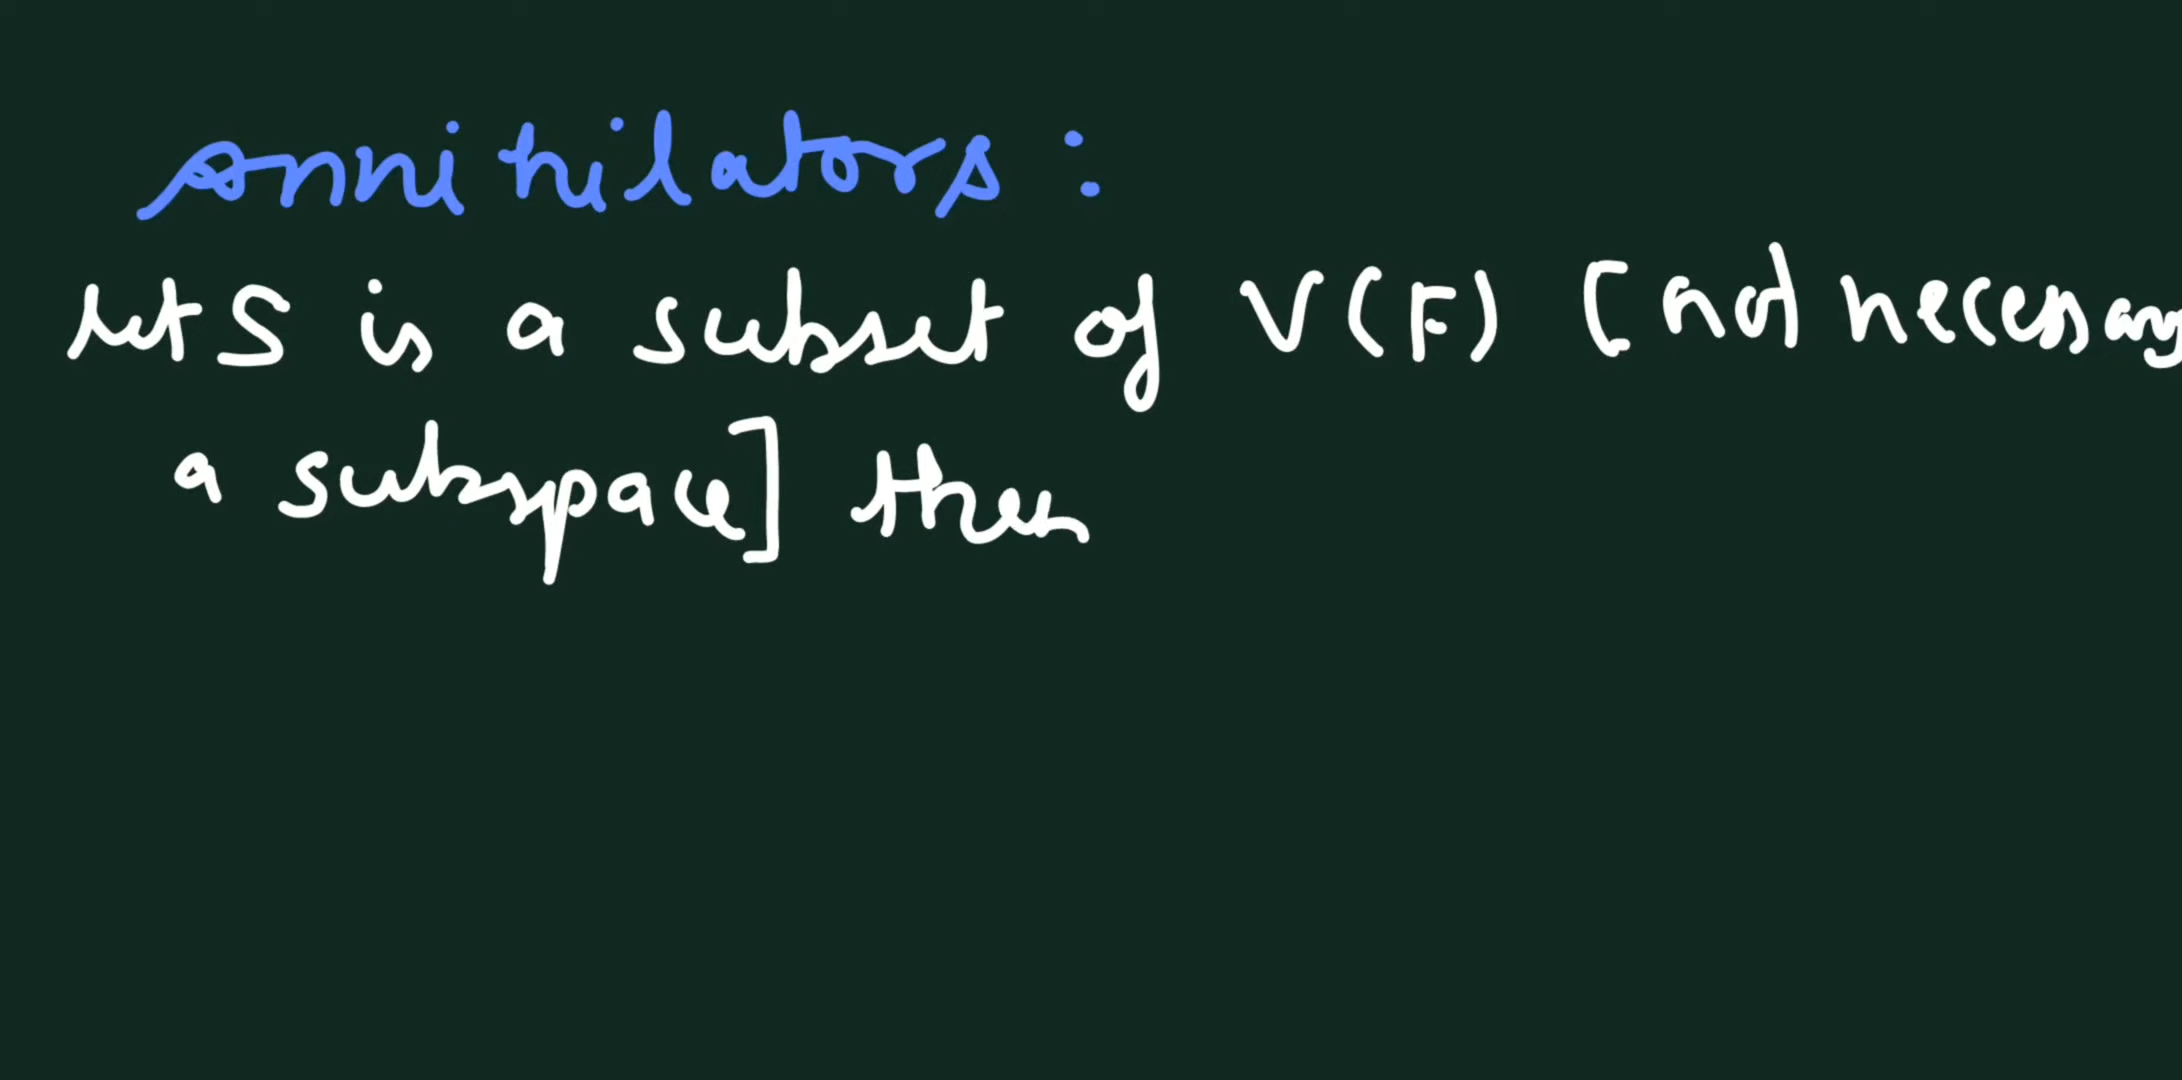 annihilators :
let S is a subset of V(F) [not necessary
a subspace] then